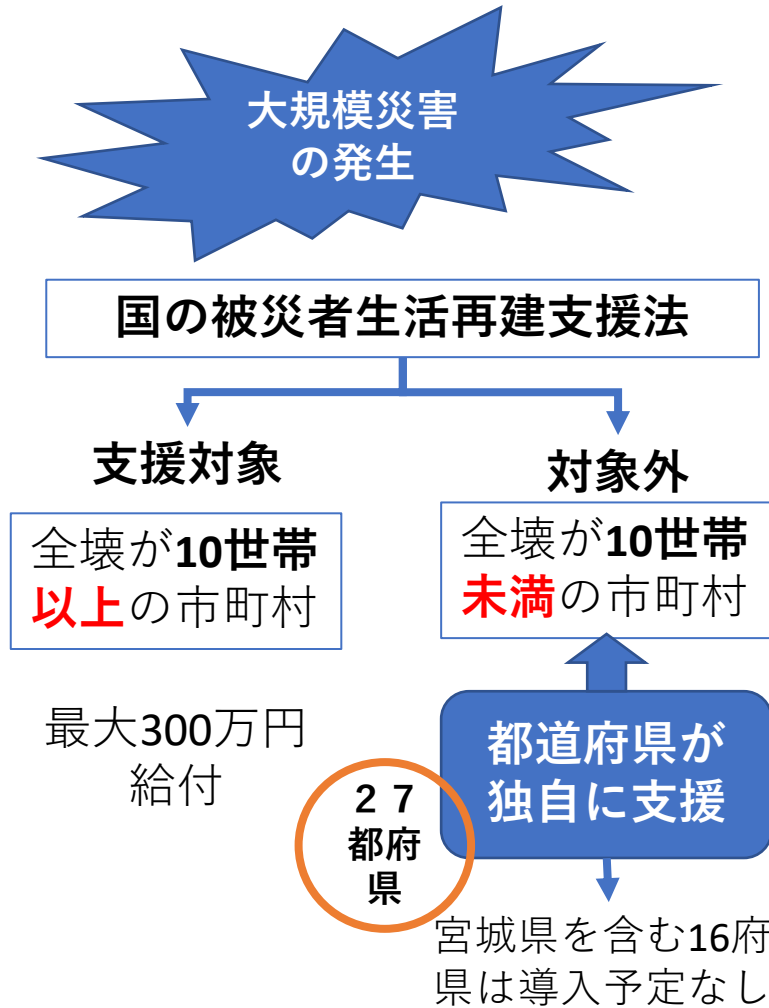 大規模災害
の発生
国の被災者生活再建支援法
支援対象
全壊が10世帯
以上の市町村
最大300万円
給付
対象外
全壊が10世帯
未満の市町村
都道府県が
独自に支援
２７
都府
県
宮城県を含む16府
県は導入予定なし